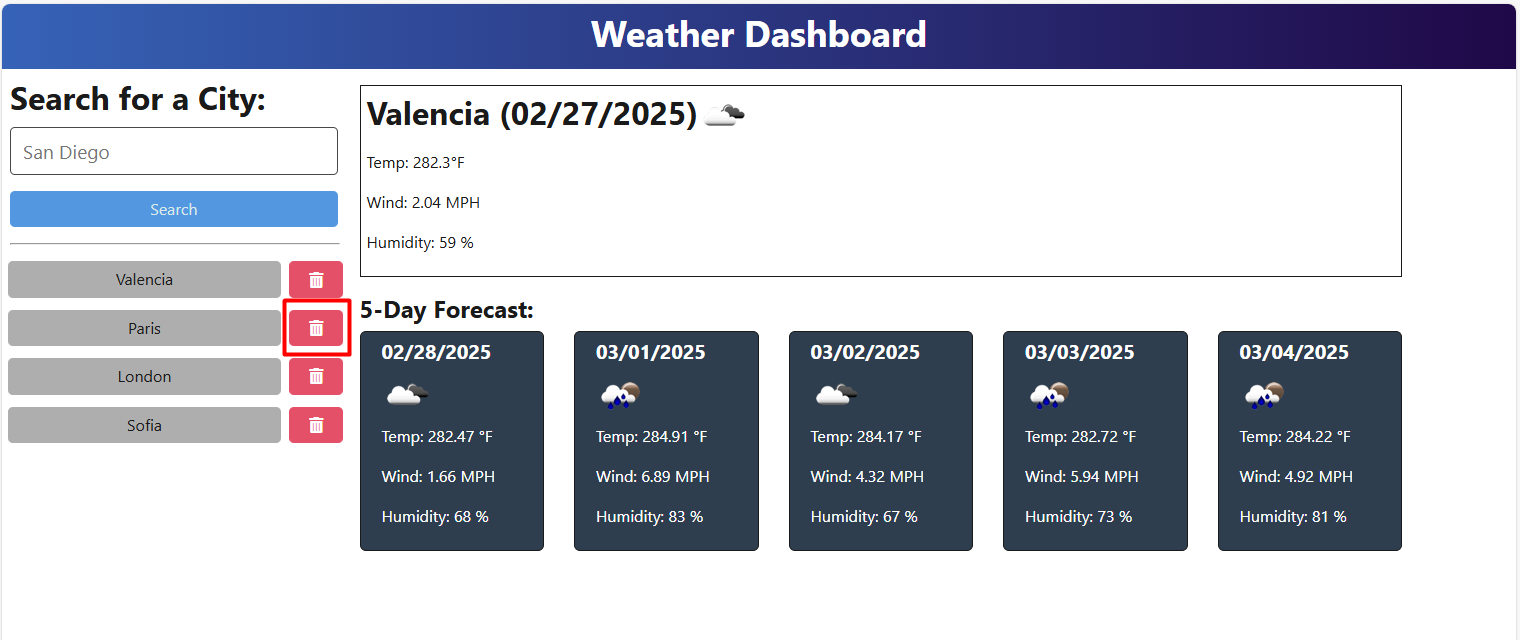 Weather Dashboard
Search for a City:
San Diego
Search
Valencia
Paris
London
Sofia
Valencia (02/27/2025)
Temp: 282.3°F
Wind: 2.04 MPH
Humidity: 59 %
5-Day Forecast:
02/28/2025
Temp: 282.47 °F
Wind: 1.66 MPH
Humidity: 68 %
03/01/2025
Temp: 284.91 °F
Wind: 6.89 MPH
Humidity: 83 %
03/02/2025
Temp: 284.17 °F
Wind: 4.32 MPH
Humidity: 67 %
03/03/2025
Temp: 282.72 °F
Wind: 5.94 MPH
Humidity: 73 %
03/04/2025
Temp: 284.22 °F
Wind: 4.92 MPH
Humidity: 81 %